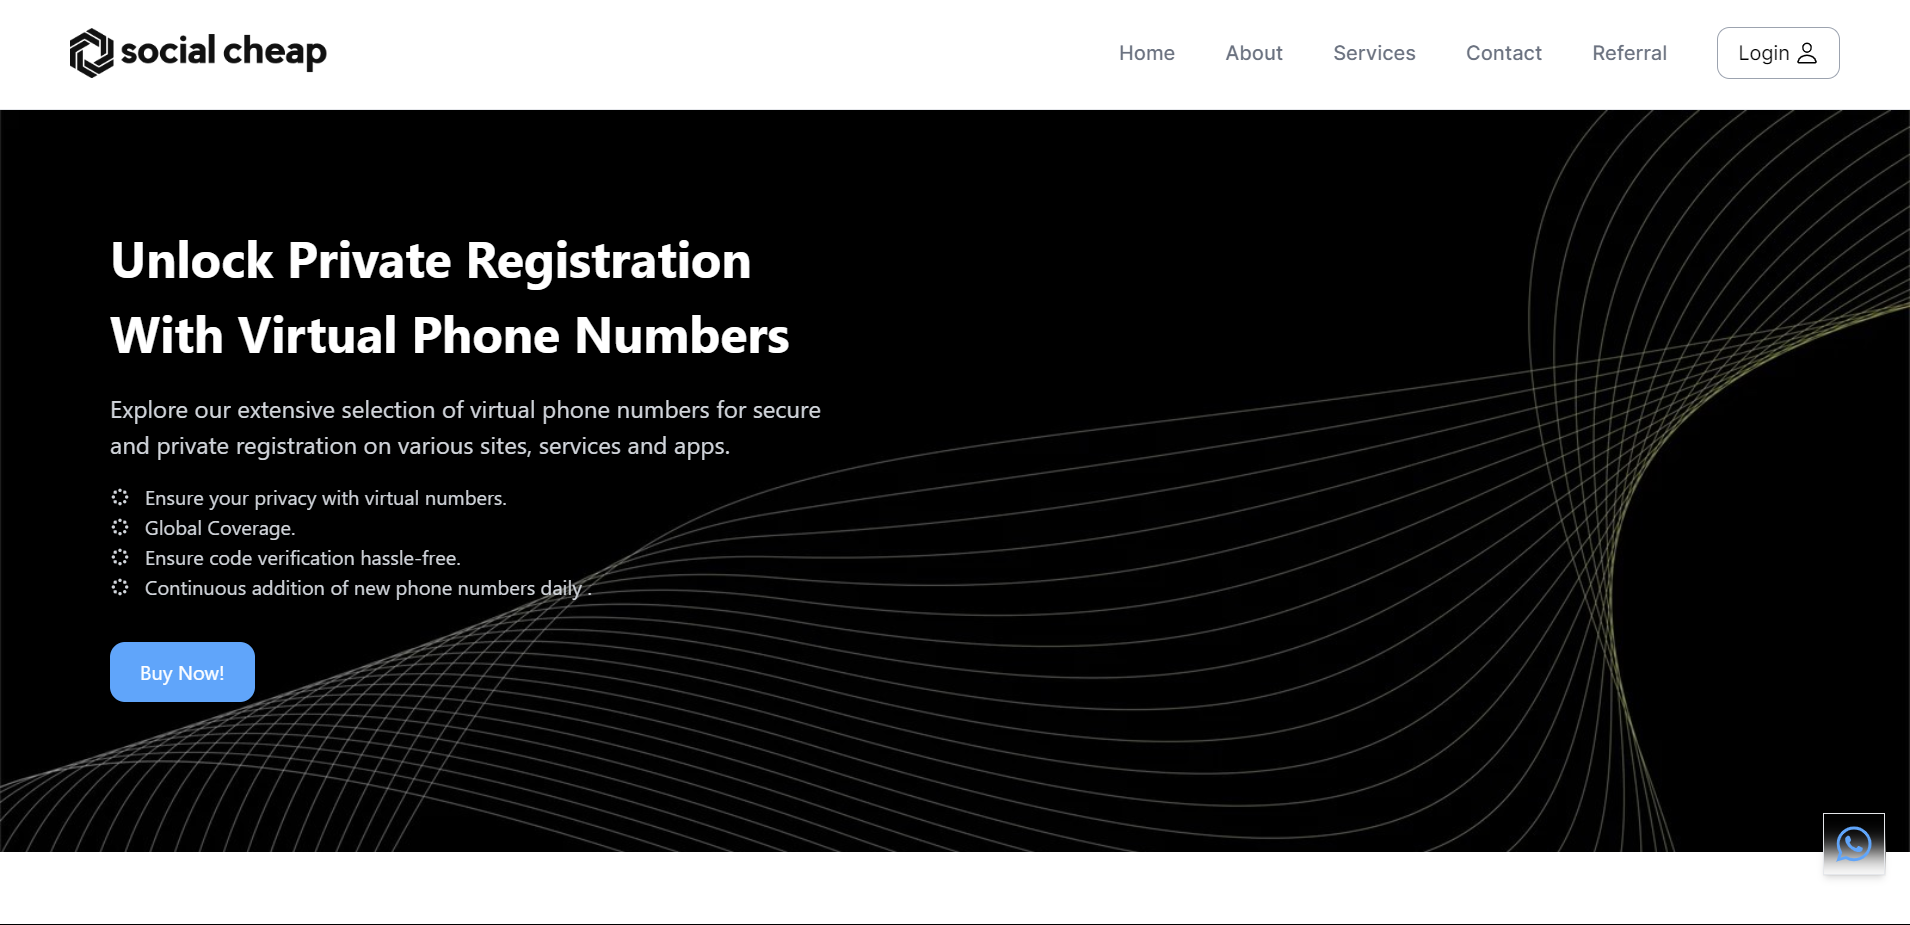 social cheap
Home
About
Services
Contact
Referral
Login
Unlock Private Registration
With Virtual Phone Numbers
Explore our extensive selection of virtual phone numbers for secure
and private registration on various sites, services and apps.
Ensure your privacy with virtual numbers.
Global Coverage.
Ensure code verification hassle-free.
Continuous addition of new phone numbers daily .
Buy Now!